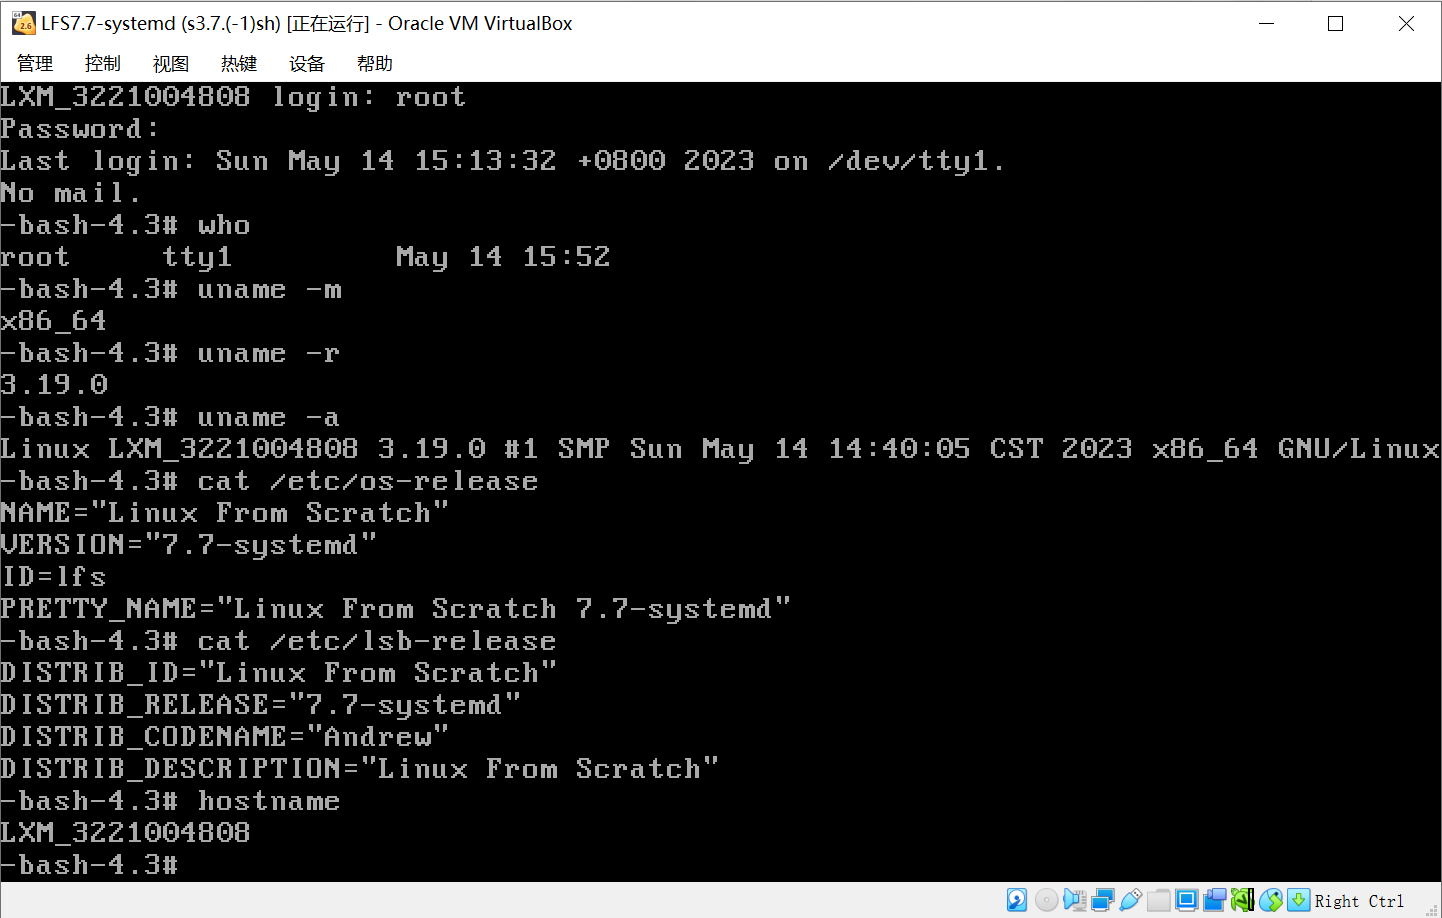 LFS7.7-systemd (s3.7.(-1)sh) [正在运行] - Oracle VM VirtualBox
管理 控制 视图 热键 设备 帮助
LXM_3221004808 login: root
Password:
Last login: Sun May 14 15:13:32 +0800 2023 on /dev/tty1.
No mail.
-bash-4.3# who
root     tty1         May 14 15:52
-bash-4.3# uname -m
x86_64
-bash-4.3# uname -r
3.19.0
-bash-4.3# uname -a
Linux LXM_3221004808 3.19.0 #1 SMP Sun May 14 14:40:05 CST 2023 x86_64 GNU/Linux
-bash-4.3# cat /etc/os-release
NAME="Linux From Scratch"
VERSION="7.7-systemd"
ID=lfs
PRETTY_NAME="Linux From Scratch 7.7-systemd"
-bash-4.3# cat /etc/lsb-release
DISTRIB_ID="Linux From Scratch"
DISTRIB_RELEASE="7.7-systemd"
DISTRIB_CODENAME="Andrew"
DISTRIB_DESCRIPTION="Linux From Scratch"
-bash-4.3# hostname
LXM_3221004808
-bash-4.3#
Right Ctrl